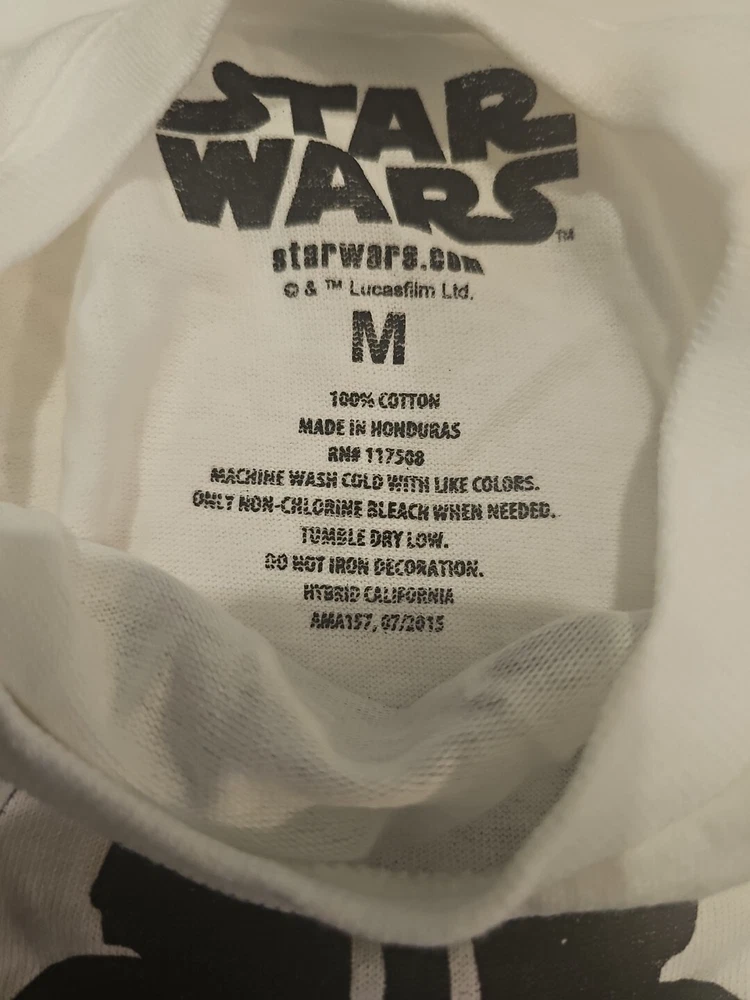 STAR
WARS™
starwars.com
© & ™ Lucasfilm Ltd.
M
100% COTTON
MADE IN HONDURAS
RN# 117508
MACHINE WASH COLD WITH LIKE COLORS.
ONLY NON-CHLORINE BLEACH WHEN NEEDED.
TUMBLE DRY LOW.
DO NOT IRON DECORATION.
HYBRID CALIFORNIA
AMA157, 07/2015